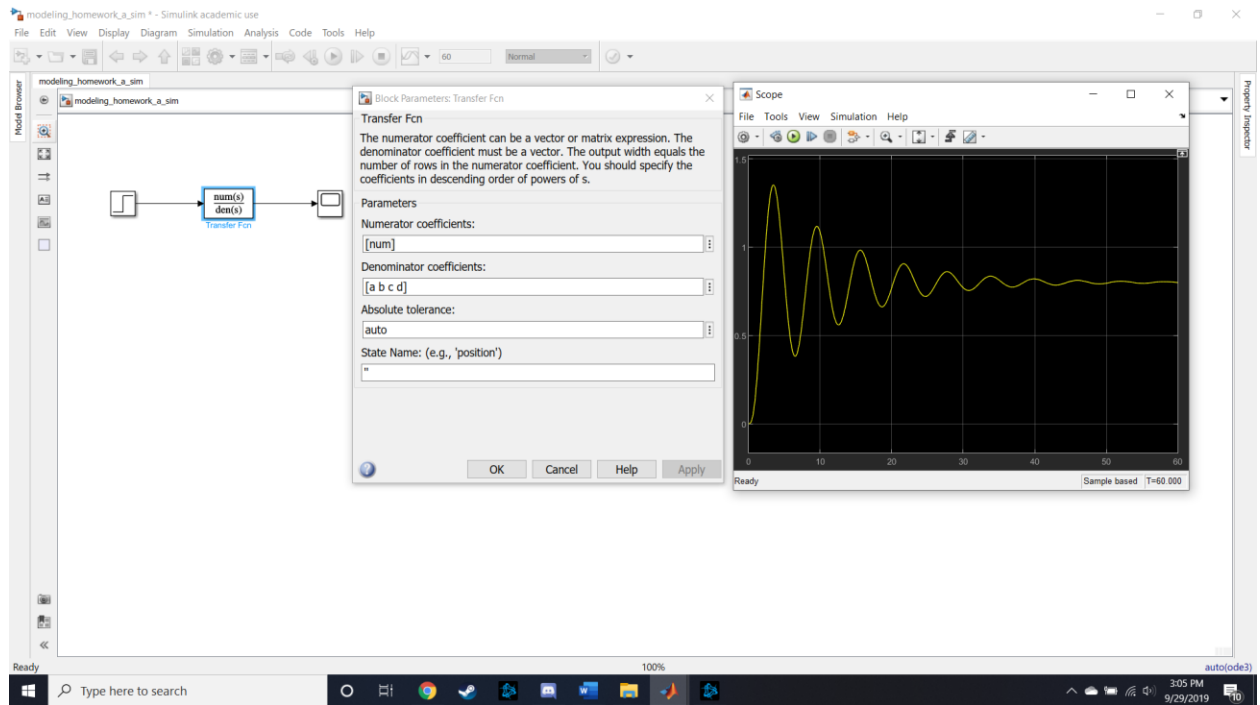 modeling_homework_a_sim * - Simulink academic use
File Edit View Display Diagram Simulation Analysis Code Tools Help
60 Normal
Model Browser
modeling_homework_a_sim
modeling_homework_a_sim
num(s)
den(s)
Transfer Fcn
Block Parameters: Transfer Fcn
Transfer Fcn
The numerator coefficient can be a vector or matrix expression. The
denominator coefficient must be a vector. The output width equals the
number of rows in the numerator coefficient. You should specify the
coefficients in descending order of powers of s.
Parameters
Numerator coefficients:
[num]
Denominator coefficients:
[a b c d]
Absolute tolerance:
auto
State Name: (e.g., 'position')
''
OK Cancel Help Apply
Scope
File Tools View Simulation Help
1.5
1
0.5
0
0 10 20 30 40 50 60
Ready Sample based T=60.000
Property Inspector
Ready 100% auto(ode3)
Type here to search
3:05 PM
9/29/2019
10